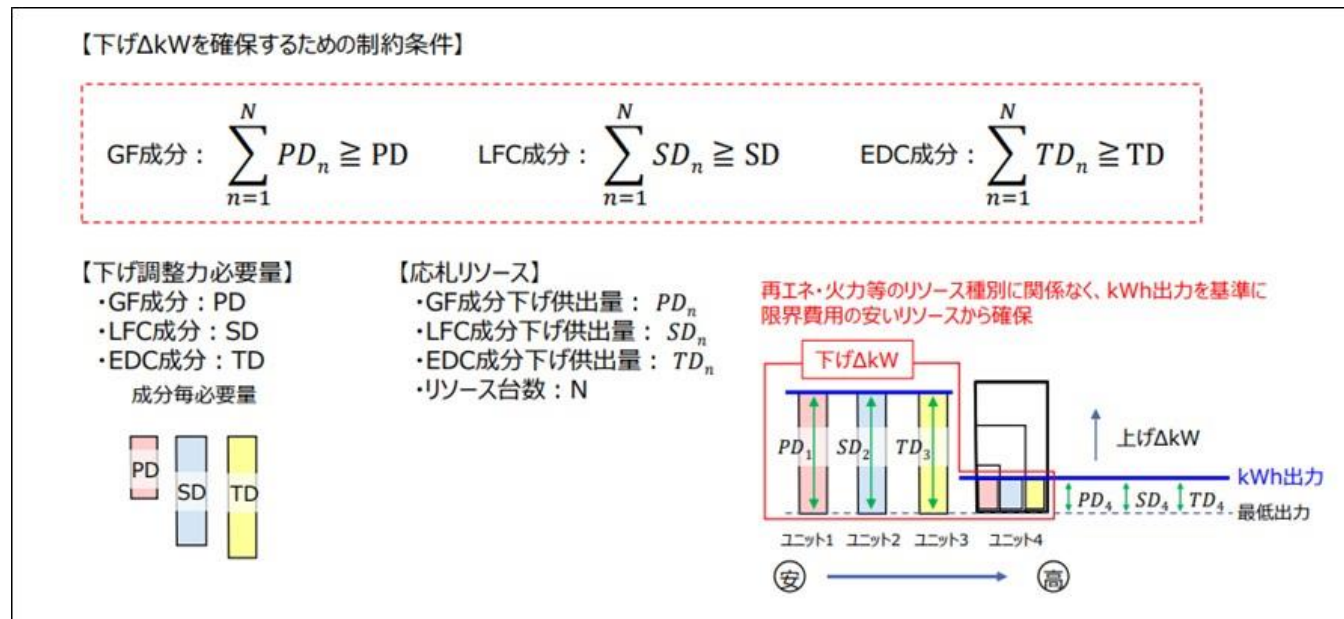 【下げΔkWを確保するための制約条件】
GF成分： \sum_{n=1}^{N} PD_n ≧ PD LFC成分： \sum_{n=1}^{N} SD_n ≧ SD EDC成分： \sum_{n=1}^{N} TD_n ≧ TD
【下げ調整力必要量】
・GF成分：PD
・LFC成分：SD
・EDC成分：TD
成分毎必要量
PD
SD
TD
【応札リソース】
・GF成分下げ供出量： PD_n
・LFC成分下げ供出量： SD_n
・EDC成分下げ供出量： TD_n
・リソース台数：N
再エネ・火力等のリソース種別に関係なく、kWh出力を基準に
限界費用の安いリソースから確保
下げΔkW
上げΔkW
PD_1 SD_2 TD_3
kWh出力
PD_4 SD_4 TD_4
最低出力
ユニット1 ユニット2 ユニット3 ユニット4
安 高